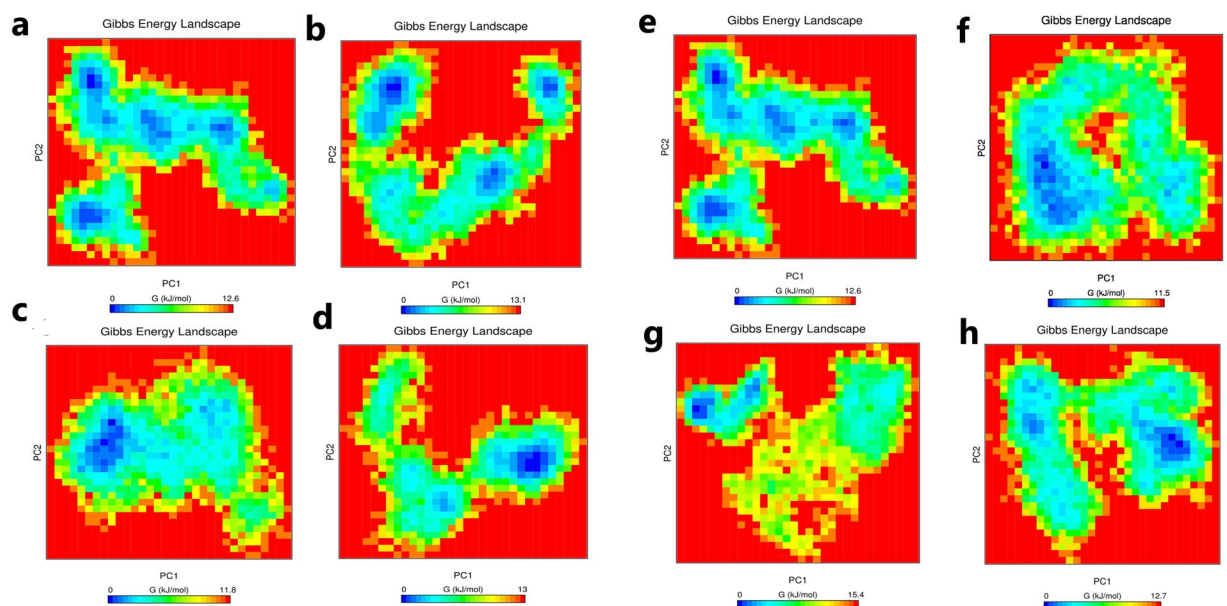 a
Gibbs Energy Landscape
PC2
PC1
0 G (kJ/mol) 12.6
b
Gibbs Energy Landscape
PC2
PC1
0 G (kJ/mol) 13.1
e
Gibbs Energy Landscape
PC2
PC1
0 G (kJ/mol) 12.6
f
Gibbs Energy Landscape
PC2
PC1
0 G (kJ/mol) 11.5
c
Gibbs Energy Landscape
PC2
PC1
0 G (kJ/mol) 11.8
d
Gibbs Energy Landscape
PC2
PC1
0 G (kJ/mol) 13
g
Gibbs Energy Landscape
PC2
PC1
0 G (kJ/mol) 15.4
h
Gibbs Energy Landscape
PC2
PC1
0 G (kJ/mol) 12.7